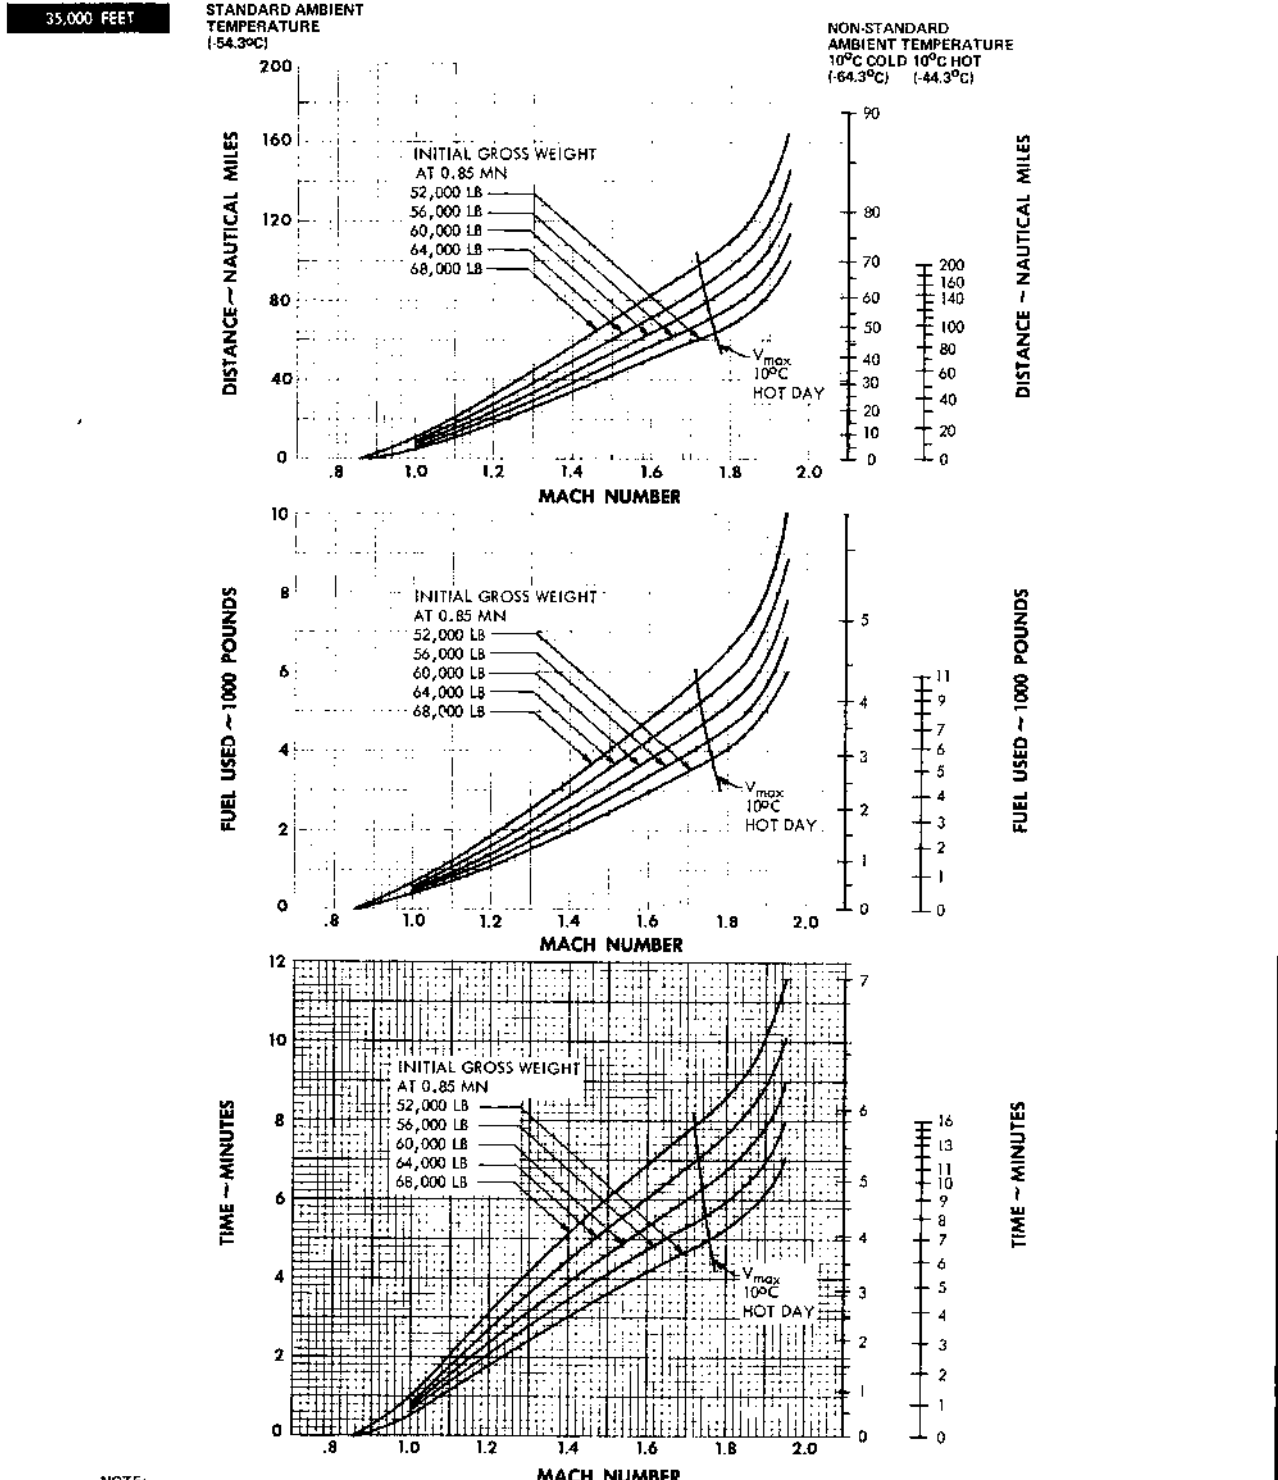 35,000 FEET
STANDARD AMBIENT
TEMPERATURE
(-54.3ºC)
NON-STANDARD
AMBIENT TEMPERATURE
10ºC COLD 10ºC HOT
(-64.3ºC) (-44.3ºC)
DISTANCE ~ NAUTICAL MILES
200
160
120
80
40
0
INITIAL GROSS WEIGHT
AT 0.85 MN
52,000 LB
56,000 LB
60,000 LB
64,000 LB
68,000 LB
Vmax
10ºC
HOT DAY
90
80
70
60
50
40
30
20
10
0
200
160
140
100
80
60
40
20
0
DISTANCE ~ NAUTICAL MILES
.8 1.0 1.2 1.4 1.6 1.8 2.0
MACH NUMBER
FUEL USED ~ 1000 POUNDS
10
8
6
4
2
0
INITIAL GROSS WEIGHT
AT 0.85 MN
52,000 LB
56,000 LB
60,000 LB
64,000 LB
68,000 LB
Vmax
10ºC
HOT DAY
5
4
3
2
1
0
11
9
7
6
5
4
3
2
1
0
FUEL USED ~ 1000 POUNDS
.8 1.0 1.2 1.4 1.6 1.8 2.0
MACH NUMBER
TIME ~ MINUTES
12
10
8
6
4
2
0
INITIAL GROSS WEIGHT
AT 0.85 MN
52,000 LB
56,000 LB
60,000 LB
64,000 LB
68,000 LB
Vmax
10ºC
HOT DAY
7
6
5
4
3
2
1
0
16
13
11
10
9
8
7
6
5
4
3
2
1
0
TIME ~ MINUTES
.8 1.0 1.2 1.4 1.6 1.8 2.0
MACH NUMBER
NOTE: